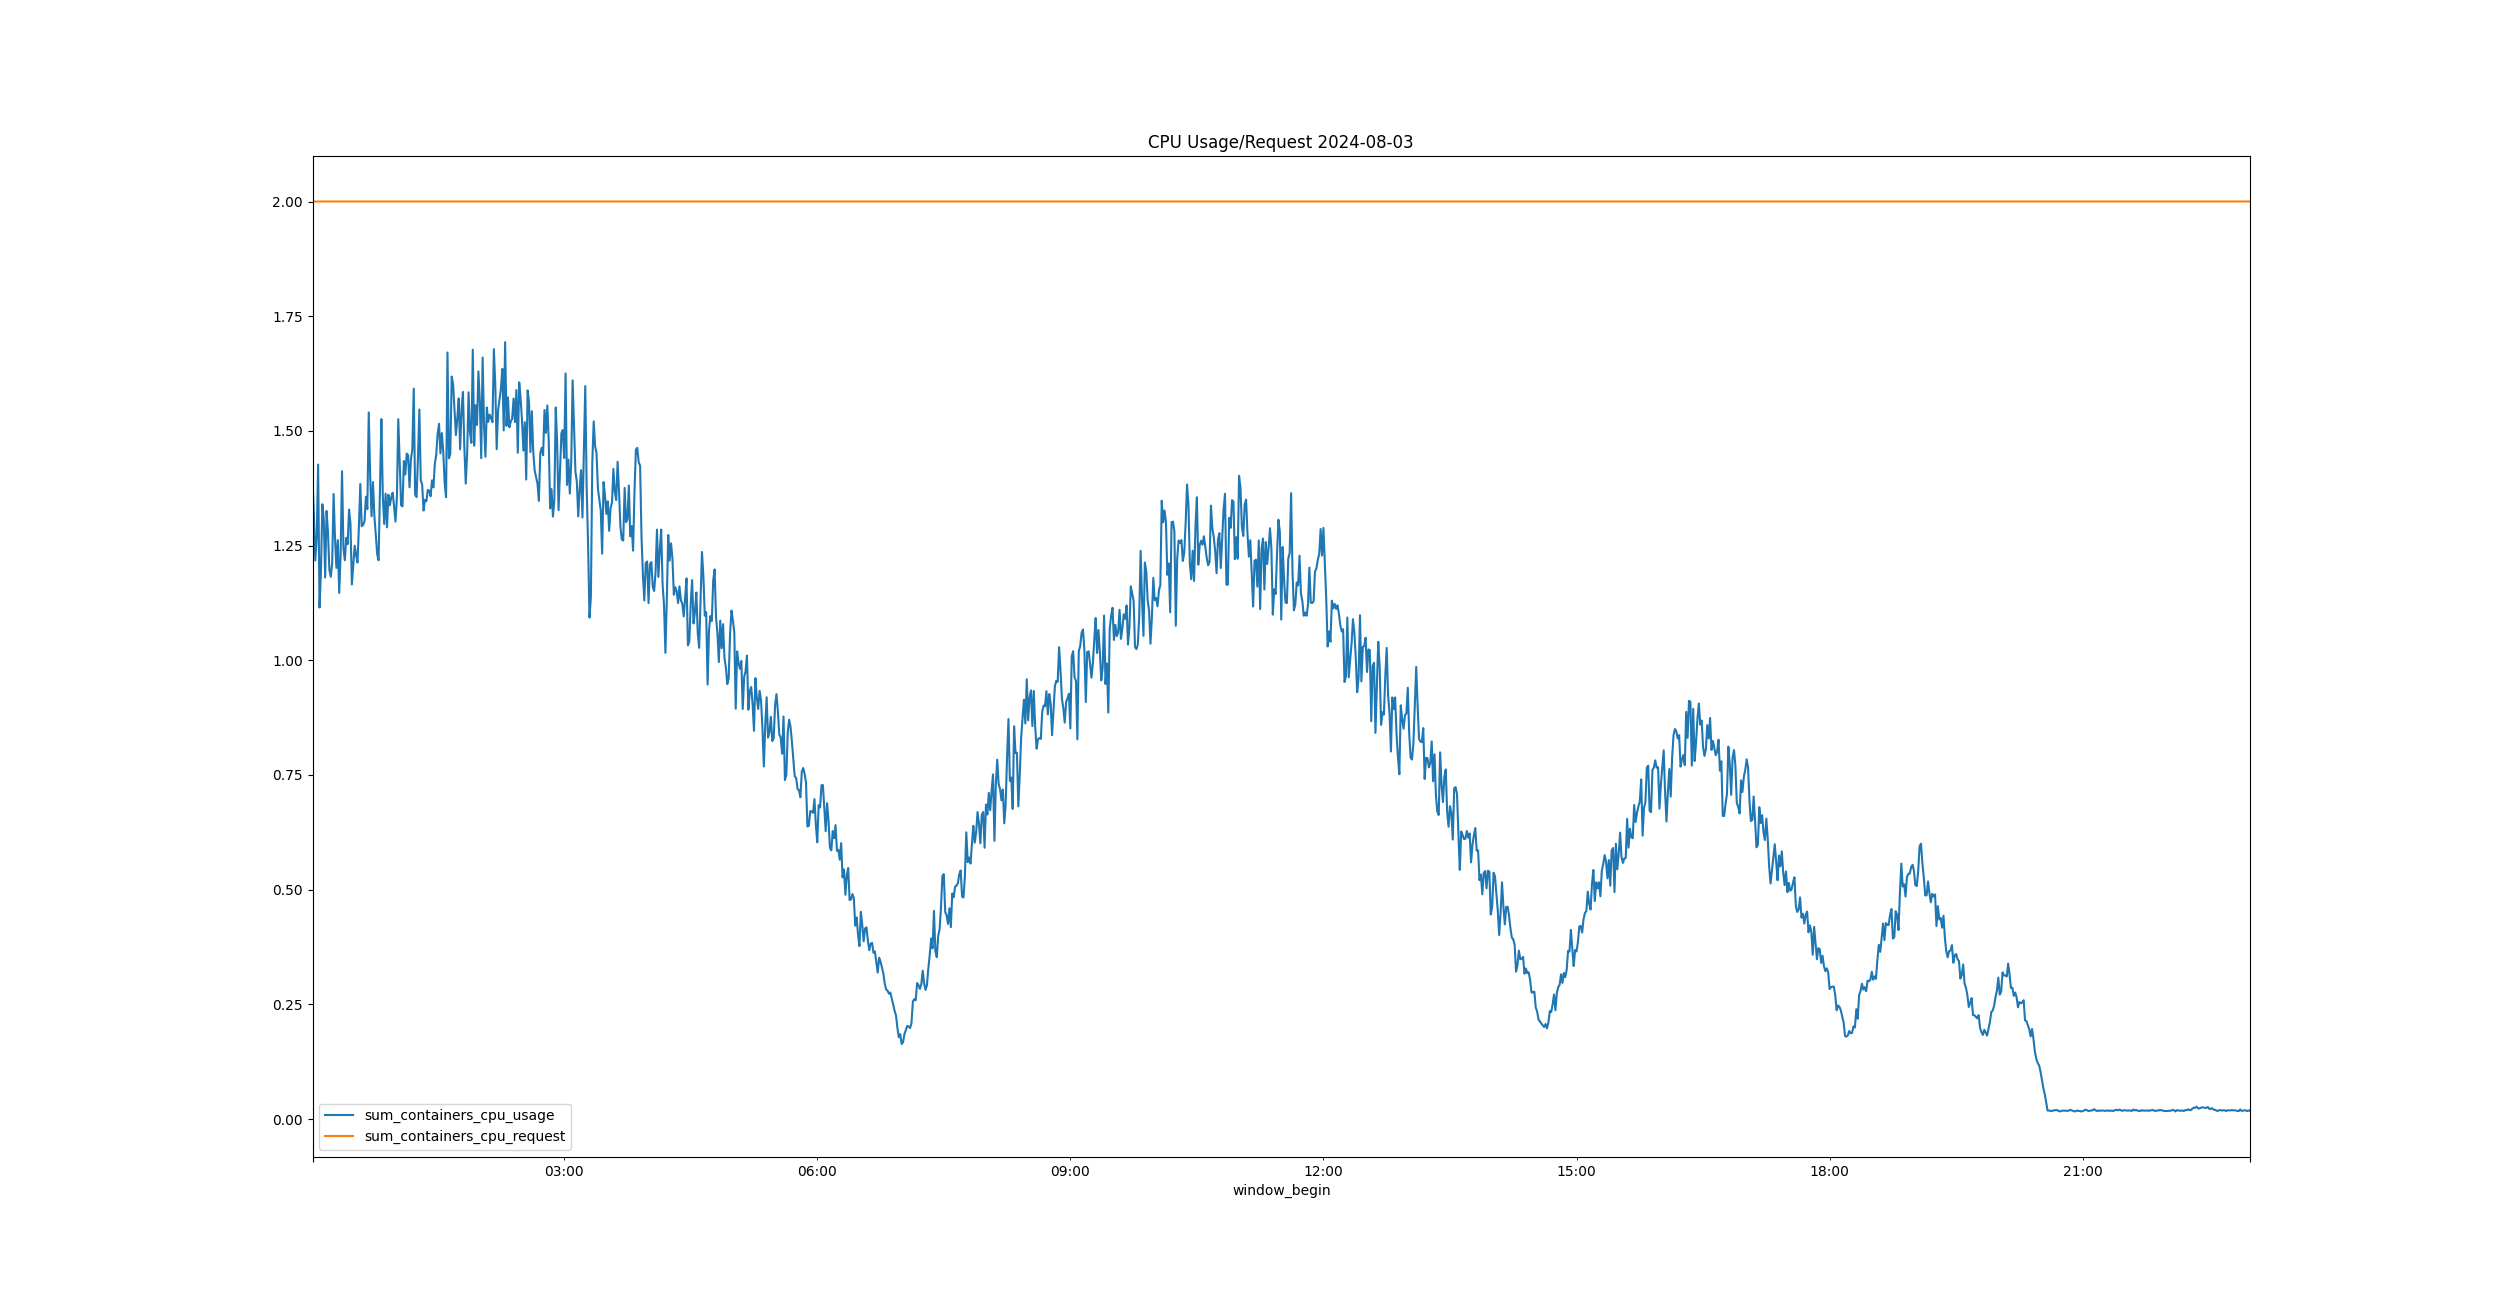 CPU Usage/Request 2024-08-03
2.00
1.75
1.50
1.25
1.00
0.75
0.50
0.25
0.00
sum_containers_cpu_usage
sum_containers_cpu_request
03:00 06:00 09:00 12:00 15:00 18:00 21:00
window_begin